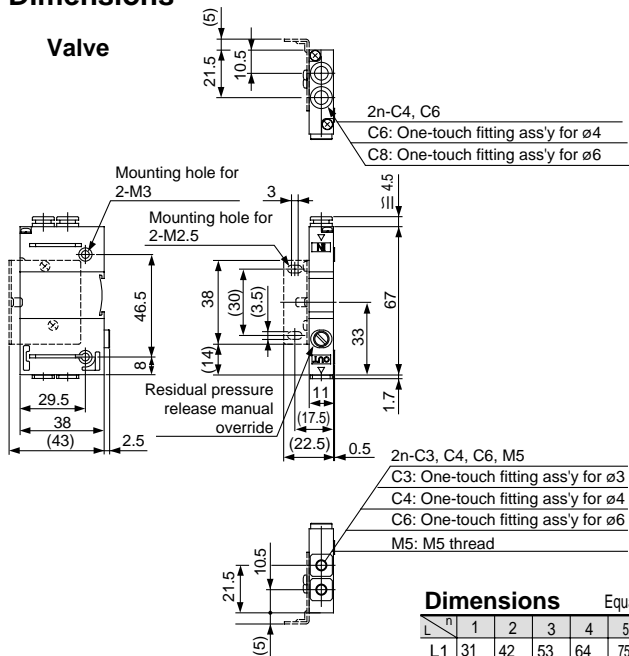 Dimensions
Valve
(5)
10.5
21.5
2n-C4, C6
C6: One-touch fitting ass'y for ø4
C8: One-touch fitting ass'y for ø6
Mounting hole for
2-M3
3
Mounting hole for
2-M2.5
≅ 4.5
IN
46.5
38
(30)
(3.5)
67
33
8
(14)
OUT
Residual pressure
release manual
override
29.5
38
(43)
2.5
11
(17.5)
(22.5)
0.5
1.7
2n-C3, C4, C6, M5
C3: One-touch fitting ass'y for ø3
C4: One-touch fitting ass'y for ø4
C6: One-touch fitting ass'y for ø6
M5: M5 thread
10.5
21.5
(5)
Dimensions
L n 1 2 3 4
L1 31 42 53 64